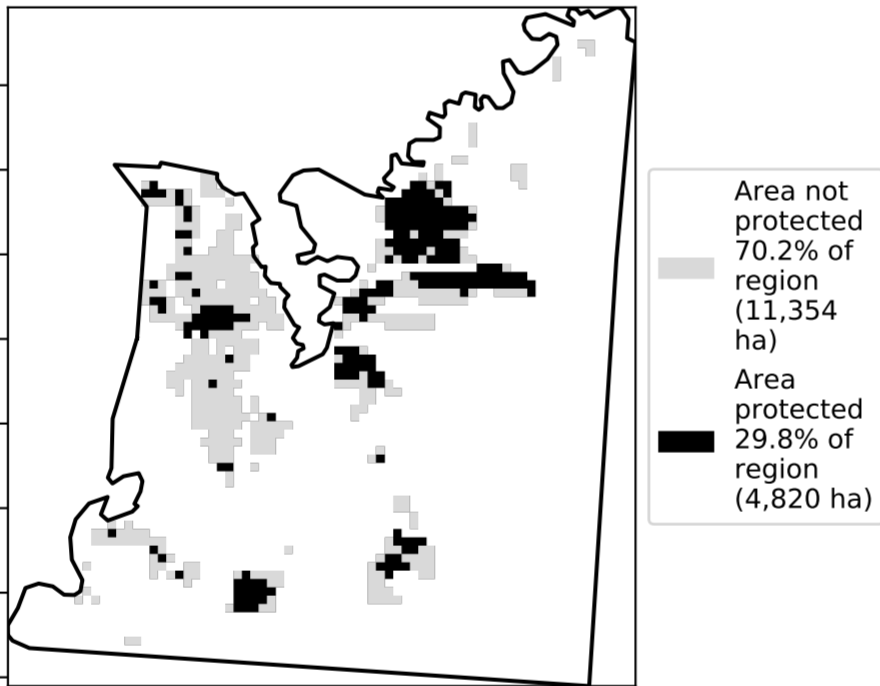 Area not
protected
70.2% of
region
(11,354
ha)
Area
protected
29.8% of
region
(4,820 ha)